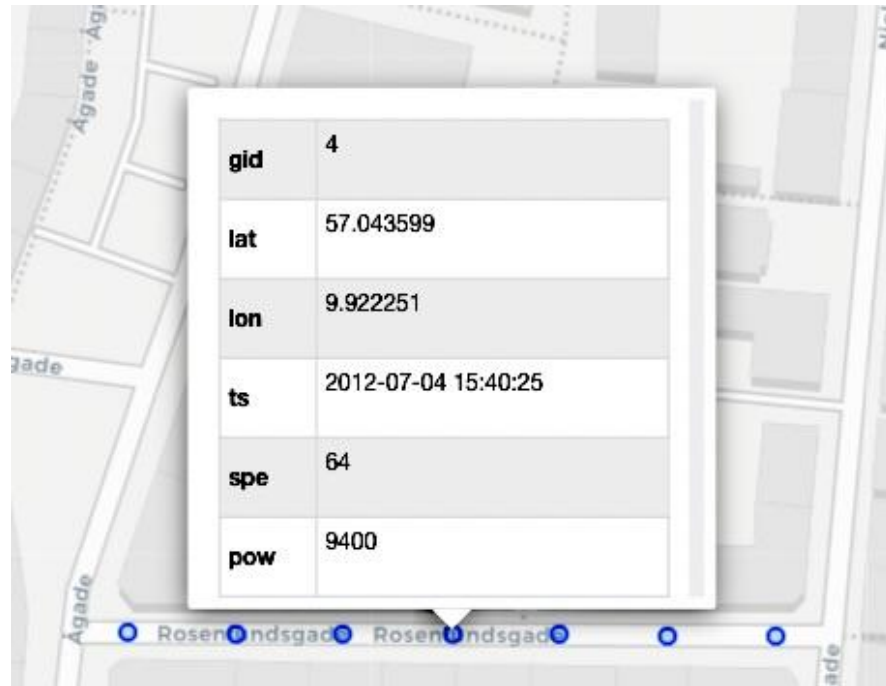 Ågade
Ågade
gid 4
lat 57.043599
lon 9.922251
gade
ts 2012-07-04 15:40:25
spe 64
pow 9400
Ågade
Rosenlundsgade Rosenlundsgade
ade